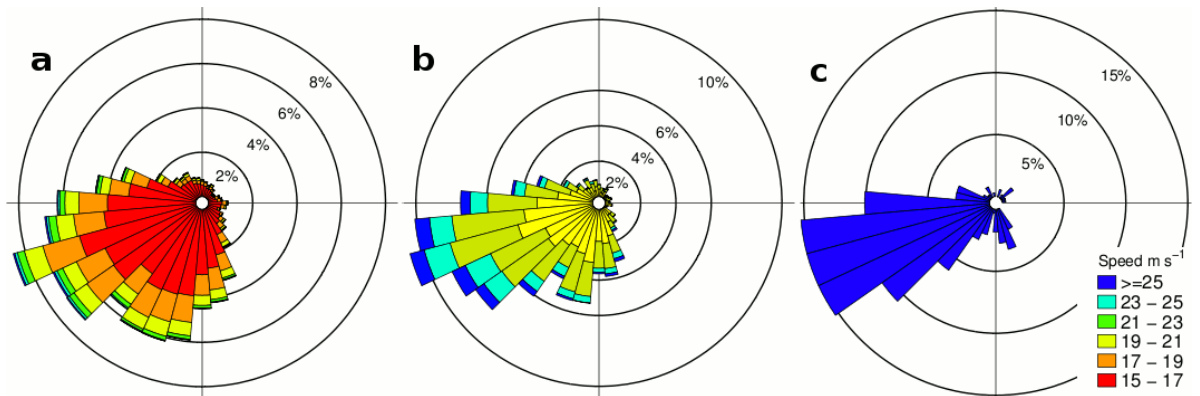 a
8%
6%
4%
2%
b
10%
6%
4%
2%
c
15%
10%
5%
Speed m s⁻¹
>=25
23 – 25
21 – 23
19 – 21
17 – 19
15 – 17